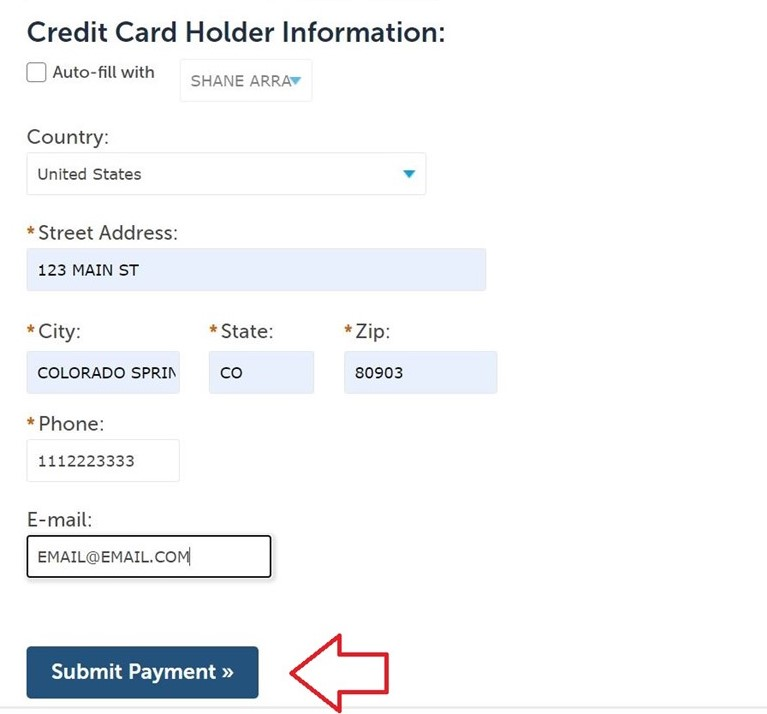 Credit Card Holder Information:
Auto-fill with SHANE ARRA
Country:
United States
* Street Address:
123 MAIN ST
* City: * State: * Zip:
COLORADO SPRIN CO 80903
* Phone:
1112223333
E-mail:
EMAIL@EMAIL.COM
Submit Payment »